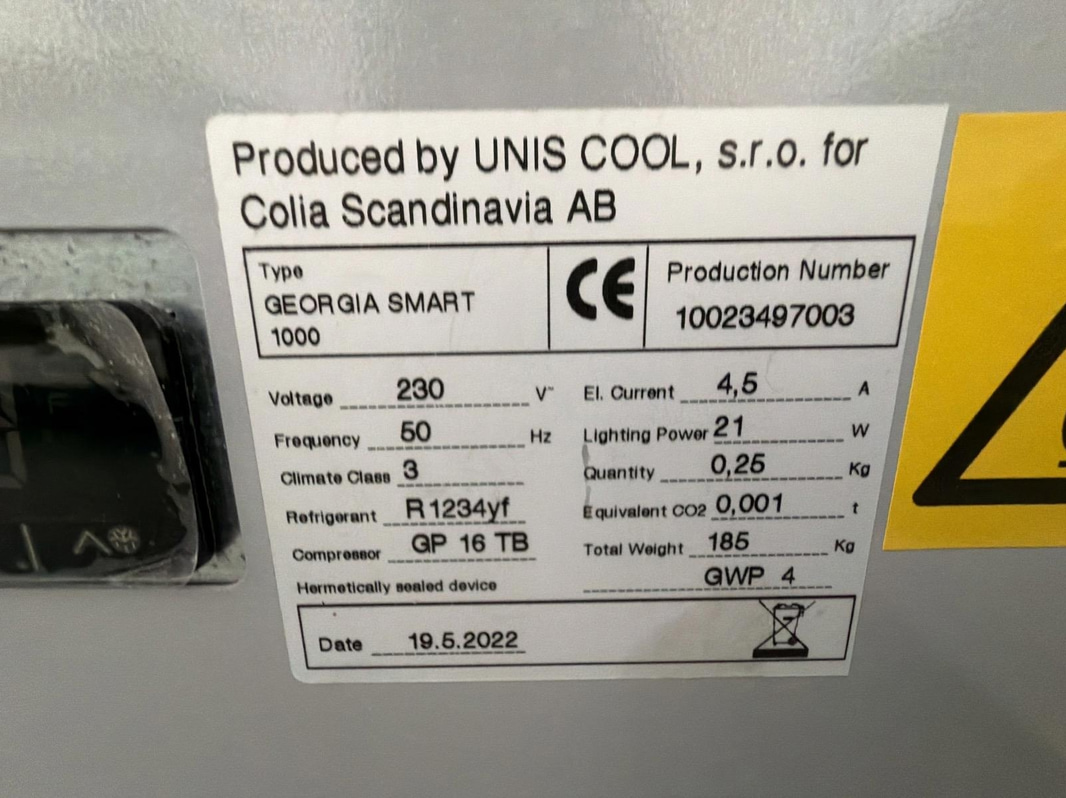 Produced by UNIS COOL, s.r.o. for
Colia Scandinavia AB
Type
GEORGIA SMART
1000
CE
Production Number
10023497003
Voltage 230 V~
El. Current 4,5 A
Frequency 50 Hz
Lighting Power 21 W
Climate Class 3
Quantity 0,25 Kg
Refrigerant R1234yf
Equivalent CO2 0,001 t
Compressor GP 16 TB
Total Weight 185 Kg
Hermetically sealed device
GWP 4
Date 19.5.2022